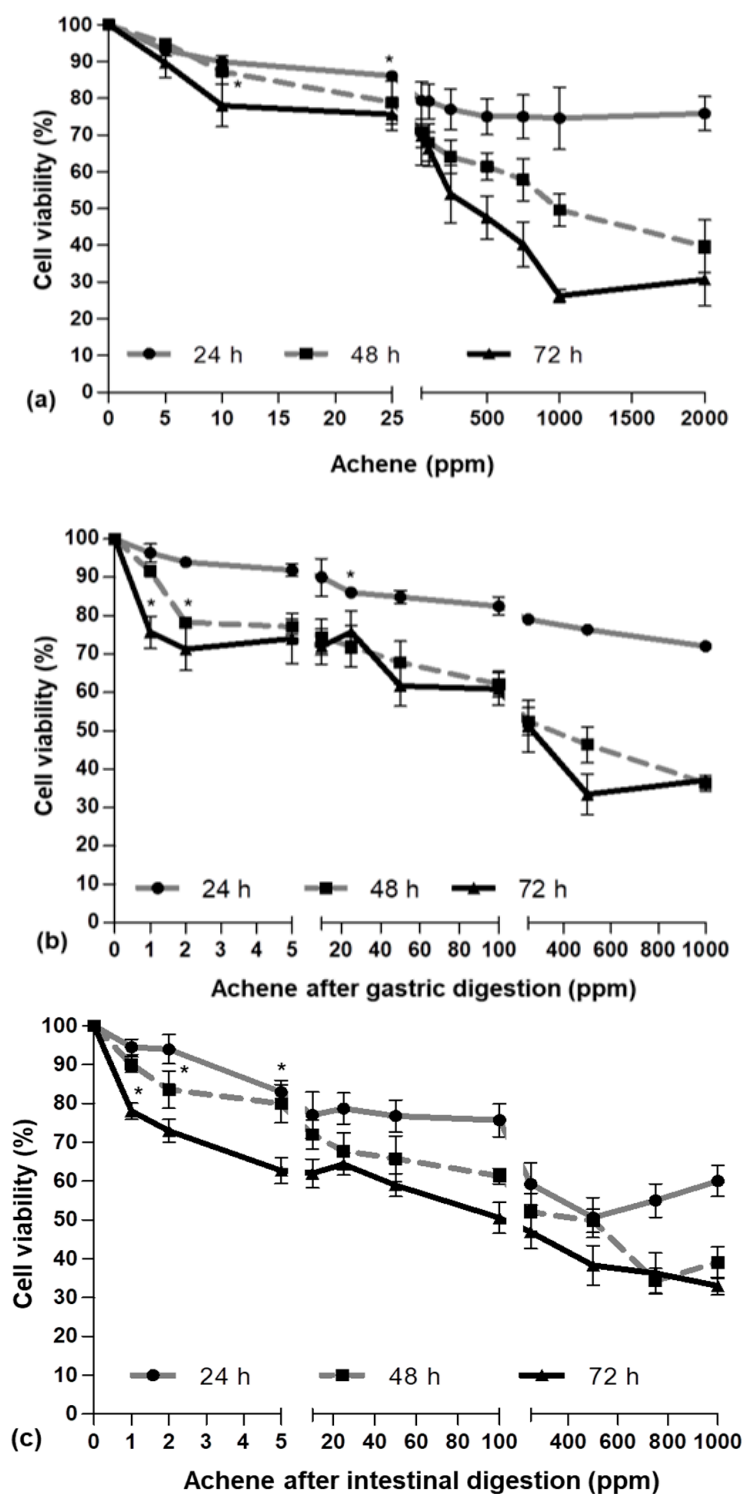 100
90
80
70
60
50
40
30
20
10
0
Cell viability (%)
*
*
24 h 48 h 72 h
0 5 10 15 20 25 500 1000 1500 2000
(a)
Achene (ppm)
100
90
80
70
60
50
40
30
20
10
0
Cell viability (%)
*
* *
24 h 48 h 72 h
0 1 2 3 4 5 20 40 60 80 100 400 600 800 1000
(b)
Achene after gastric digestion (ppm)
100
90
80
70
60
50
40
30
20
10
0
Cell viability (%)
* *
*
24 h 48 h 72 h
0 1 2 3 4 5 20 40 60 80 100 400 600 800 1000
(c)
Achene after intestinal digestion (ppm)